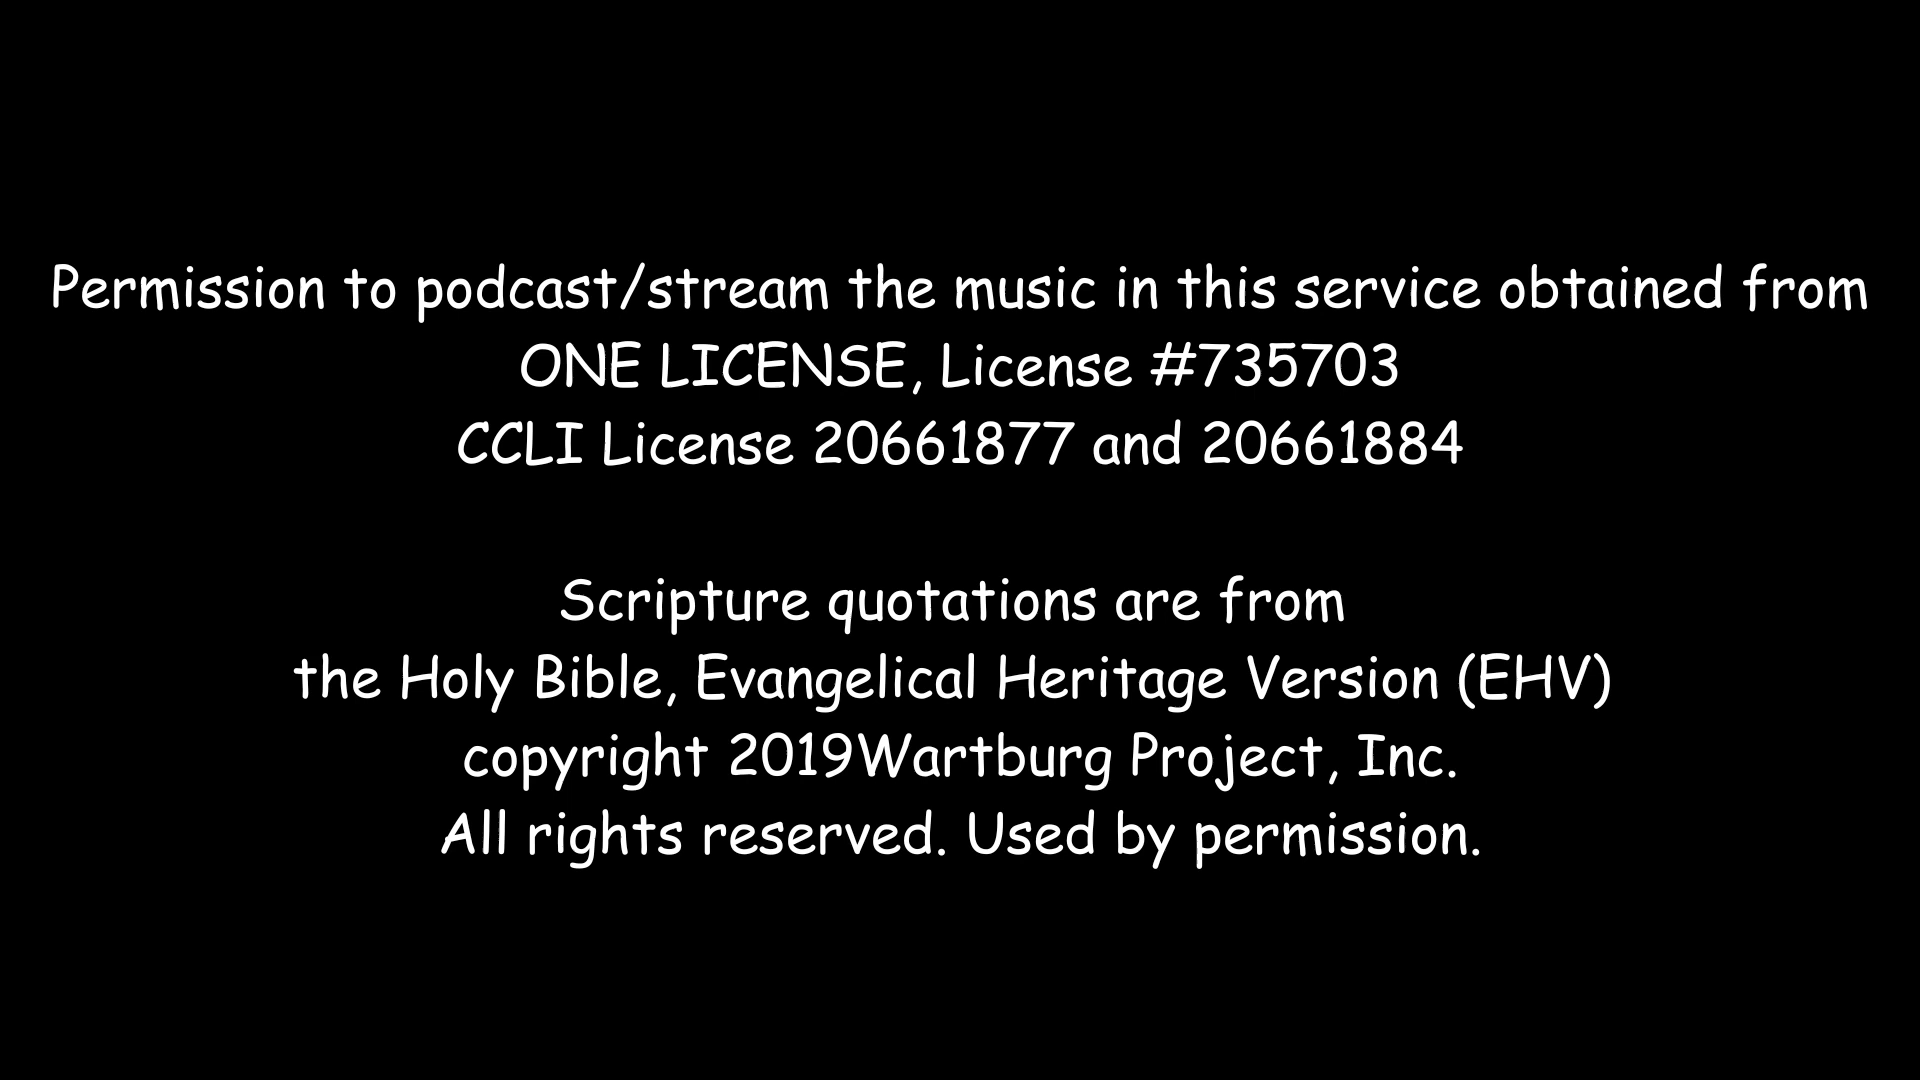 Permission to podcast/stream the music in this service obtained from
ONE LICENSE, License #735703
CCLI License 20661877 and 20661884
Scripture quotations are from
the Holy Bible, Evangelical Heritage Version (EHV)
copyright 2019Wartburg Project, Inc.
All rights reserved. Used by permission.